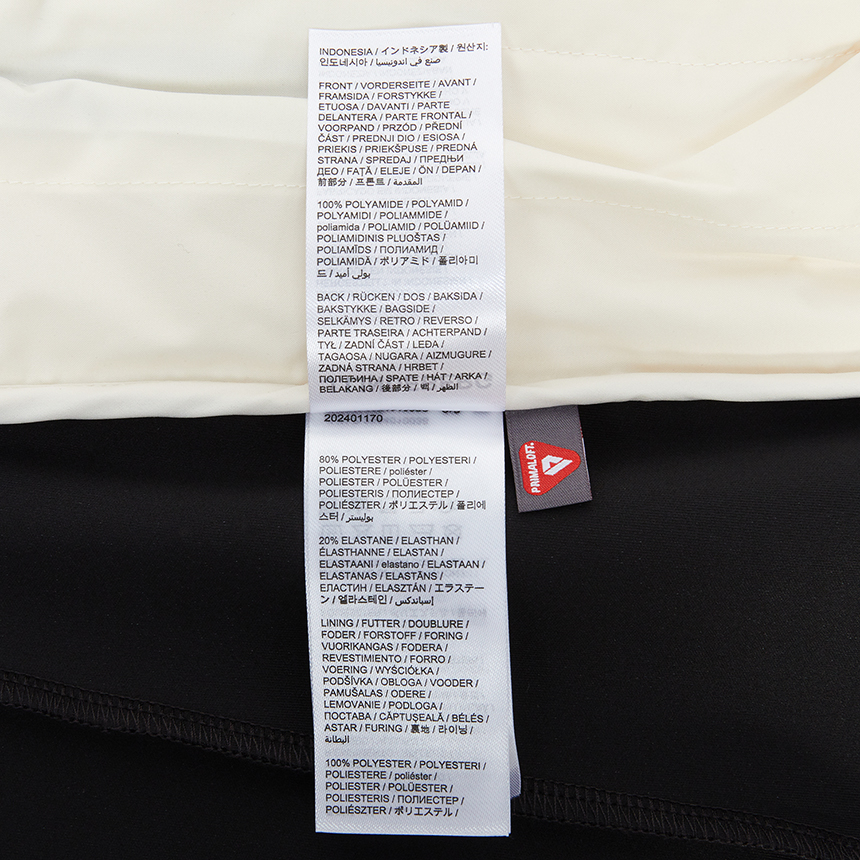 INDONESIA / インドネシア製 / 원산지:
인도네시아 / صنع في اندونيسيا
FRONT / VORDERSEITE / AVANT /
FRAMSIDA / FORSTYKKE /
ETUOSA / DAVANTI / PARTE
DELANTERA / PARTE FRONTAL /
VOORPAND / PRZÓD / PŘEDNÍ
ČÁST / PREDNJI DIO / ESIOSA /
PRIEKIS / PRIEKŠPUSE / PREDNÁ
STRANA / SPREDAJ / ПРЕДЊИ
ДЕО / FAȚĂ / ELEJE / ÖN / DEPAN /
前部分 / フロント / المقدمة
100% POLYAMIDE / POLYAMID /
POLYAMIDI / POLIAMMIDE /
poliamida / POLIAMID / POLÜAMIID /
POLIAMIDINIS PLUOŠTAS /
POLIAMĪDS / ПОЛИАМИД /
POLIAMIDĂ / ポリアミド / 폴리아미
드 / بولي أميد
BACK / RÜCKEN / DOS / BAKSIDA /
BAKSTYKKE / BAGSIDE /
SELKÄMYS / RETRO / REVERSO /
PARTE TRASEIRA / ACHTERPAND /
TYŁ / ZADNÍ ČÁST / LEĐA /
TAGAOSA / NUGARA / AIZMUGURE /
ZADNÁ STRANA / HRBET /
ПОЛЕЂИНА / SPATE / HÁT / ARKA /
BELAKANG / 後部分 / 백 / الظهر
202401170
PRIMALOFT.
80% POLYESTER / POLYESTERI /
POLIESTERE / poliéster /
POLIESTER / POLÜESTER /
POLIESTERIS / ПОЛИЕСТЕР /
POLIÉSZTER / ポリエステル / 폴리에
스터 / بوليستر
20% ELASTANE / ELASTHAN /
ÉLASTHANNE / ELASTAN /
ELASTAANI / elastano / ELASTAAN /
ELASTANAS / ELASTĀNS /
ЕЛАСТИН / ELASZTÁN / エラステー
ン / 엘라스테인 / إسباندكس
LINING / FUTTER / DOUBLURE /
FODER / FORSTOFF / FORING /
VUORIKANGAS / FODERA /
REVESTIMIENTO / FORRO /
VOERING / WYŚCIÓŁKA /
PODŠÍVKA / OBLOGA / VOODER /
PAMUŠALAS / ODERE /
LEMOVANIE / PODLOGA /
ПОСТАВА / CĂPTUȘEALĂ / BÉLÉS /
ASTAR / FURING / 裏地 / 라이닝 /
البطانة
100% POLYESTER / POLYESTERI /
POLIESTERE / poliéster /
POLIESTER / POLÜESTER /
POLIESTERIS / ПОЛИЕСТЕР /
POLIÉSZTER / ポリエステル /